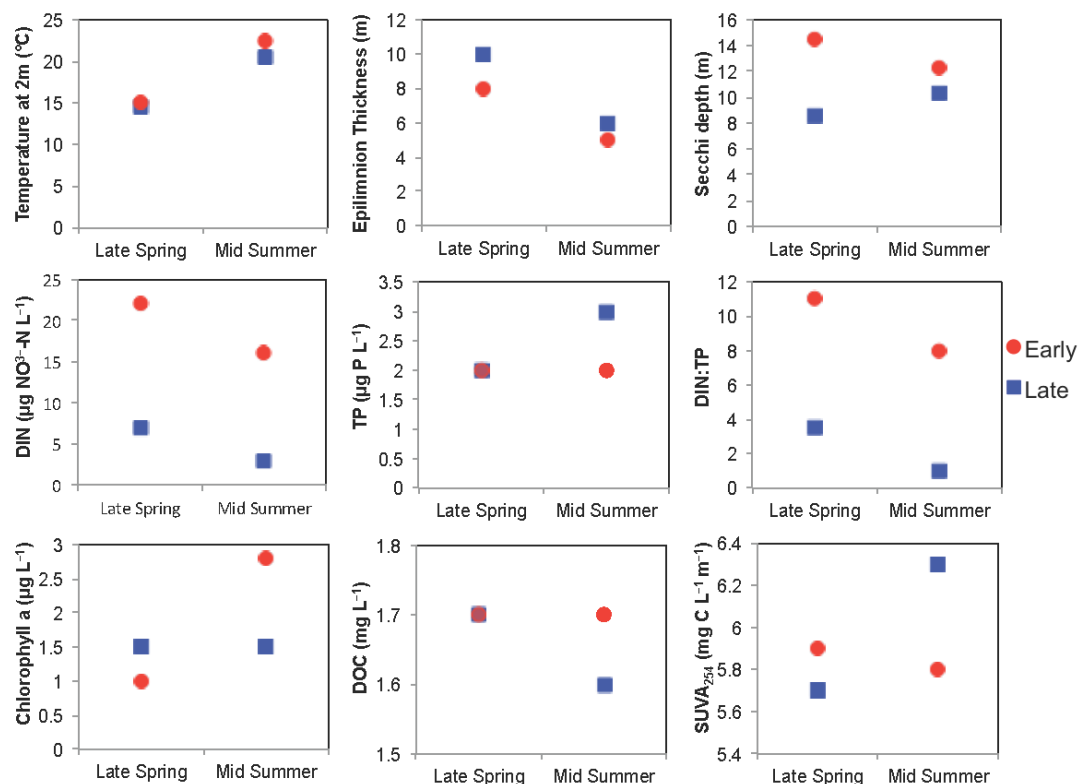 Temperature at 2m (°C)
25
20
15
10
5
0
Late Spring
Mid Summer
Epilimnion Thickness (m)
12
10
8
6
4
2
0
Late Spring
Mid Summer
Secchi depth (m)
16
14
12
10
8
6
4
2
0
Late Spring
Mid Summer
DIN (µg NO³⁻-N L⁻¹)
25
20
15
10
5
0
Late Spring
Mid Summer
TP (µg P L⁻¹)
3.5
3
2.5
2
1.5
1
0.5
0
Late Spring
Mid Summer
DIN:TP
12
10
8
6
4
2
0
Late Spring
Mid Summer
Early
Late
Chlorophyll a (µg L⁻¹)
3
2.5
2
1.5
1
0.5
0
Late Spring
Mid Summer
DOC (mg L⁻¹)
1.8
1.7
1.6
1.5
Late Spring
Mid Summer
SUVA₂₅₄ (mg C L⁻¹ m⁻¹)
6.4
6.2
6
5.8
5.6
5.4
Late Spring
Mid Summer